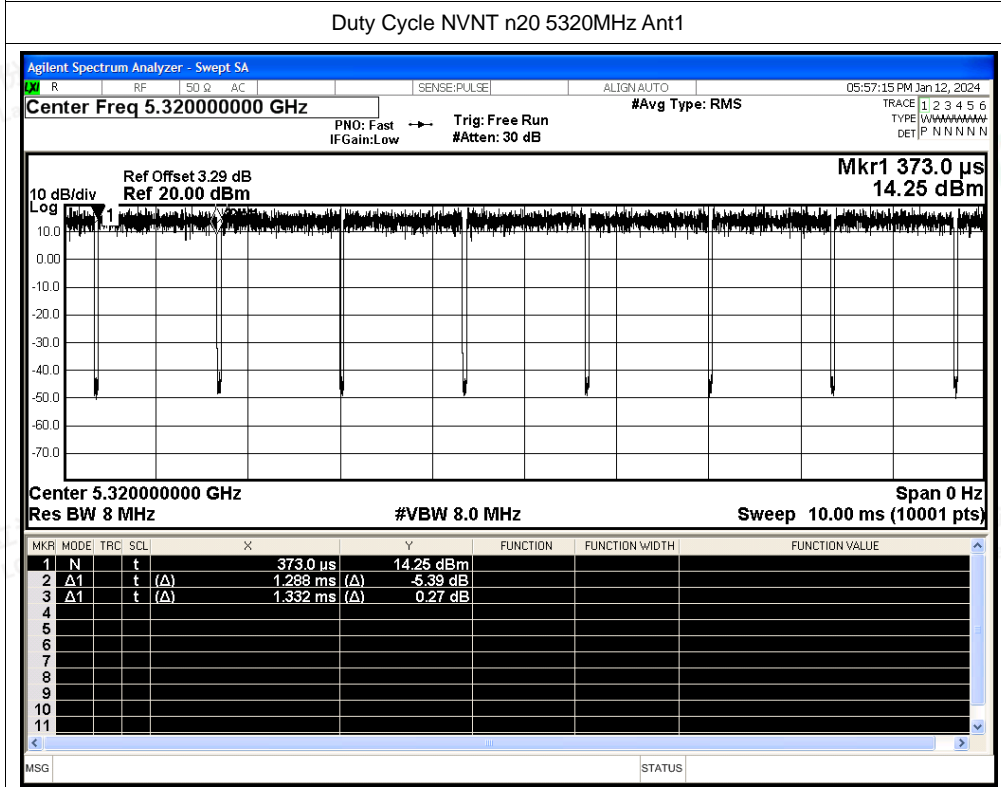 Duty Cycle NVNT n20 5320MHz Ant1
Agilent Spectrum Analyzer - Swept SA
LXI R RF 50 Ω AC SENSE:PULSE ALIGN AUTO 05:57:15 PM Jan 12, 2024
Center Freq 5.320000000 GHz #Avg Type: RMS TRACE 1 2 3 4 5 6
PNO: Fast Trig: Free Run TYPE
IFGain:Low #Atten: 30 dB DET P N N N N N
Mkr1 373.0 µs
Ref Offset 3.29 dB
10 dB/div Ref 20.00 dBm 14.25 dBm
Log
1
10.0
0.00
-10.0
-20.0
-30.0
-40.0
-50.0
-60.0
-70.0
Center 5.320000000 GHz Span 0 Hz
Res BW 8 MHz #VBW 8.0 MHz Sweep 10.00 ms (10001 pts)
MKR MODE TRC SCL X Y FUNCTION FUNCTION WIDTH FUNCTION VALUE
1 N t 373.0 µs 14.25 dBm
2 Δ1 t (Δ) 1.288 ms (Δ) -5.39 dB
3 Δ1 t (Δ) 1.332 ms (Δ) 0.27 dB
4
5
6
7
8
9
10
11
MSG STATUS